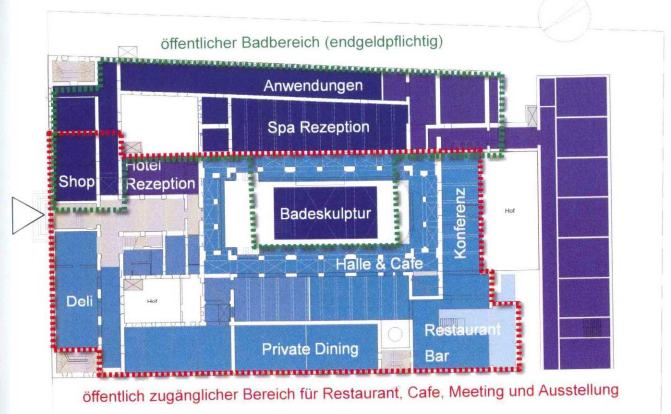 öffentlicher Badbereich (endgeldpflichtig)
Anwendungen
Spa Rezeption
Shop
Hotel
Rezeption
Badeskulptur
Konferenz
Hof
Halle & Cafe
Deli
Hof
Restaurant
Bar
Private Dining
öffentlich zugänglicher Bereich für Restaurant, Cafe, Meeting und Ausstellung